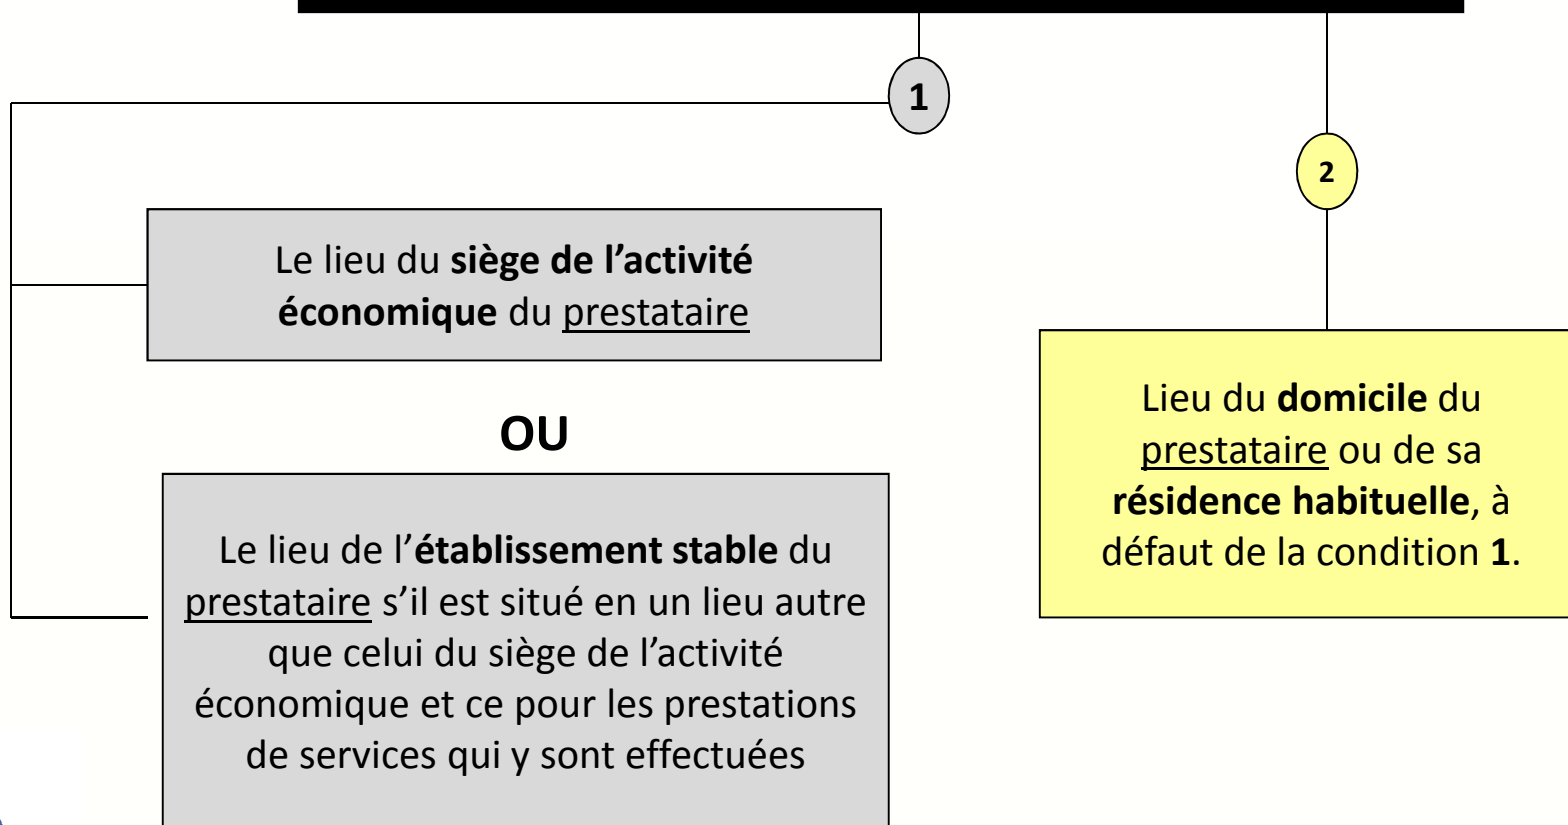 1
2
Le lieu du siège de l’activité
économique du prestataire
OU
Le lieu de l’établissement stable du
prestataire s’il est situé en un lieu autre
que celui du siège de l’activité
économique et ce pour les prestations
de services qui y sont effectuées
Lieu du domicile du
prestataire ou de sa
résidence habituelle, à
défaut de la condition 1.